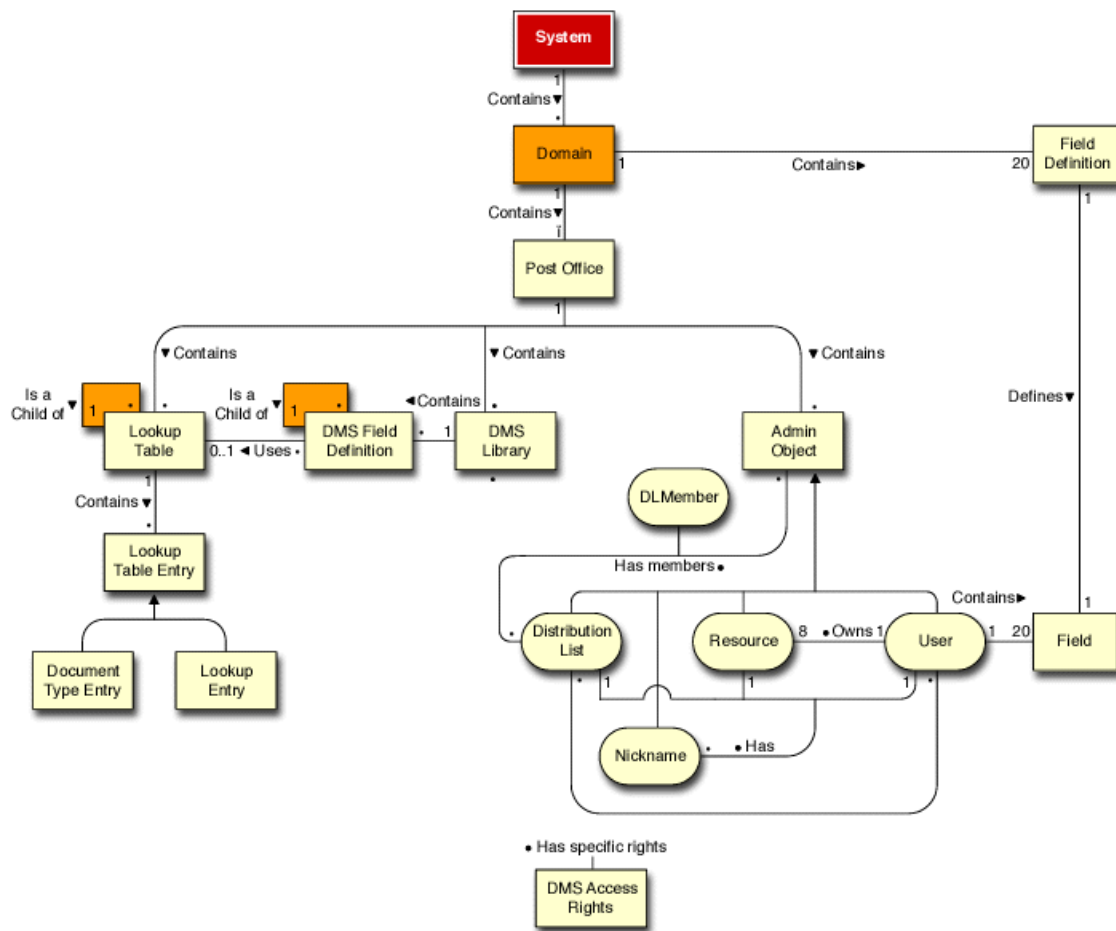 System
1
Contains▼
•
Domain
1
Contains►
20
Field
Definition
1
1
Contains▼
ï
Post Office
1
▼Contains
▼Contains
▼Contains
Is a
Child of ▼
1
•
•
Is a
Child of ▼
1
•
◄Contains
•
•
Defines▼
Lookup
Table
0..1 ◄ Uses •
DMS Field
Definition
•
1
DMS
Library
•
Admin
Object
•
1
Contains▼
•
DLMember
Lookup
Table Entry
Has members •
Contains►
1
•
Distribution
List
Resource
8
•Owns 1
User
1
20
Field
Document
Type Entry
Lookup
Entry
•
1
1
1
•
Nickname
•
• Has
• Has specific rights
DMS Access
Rights